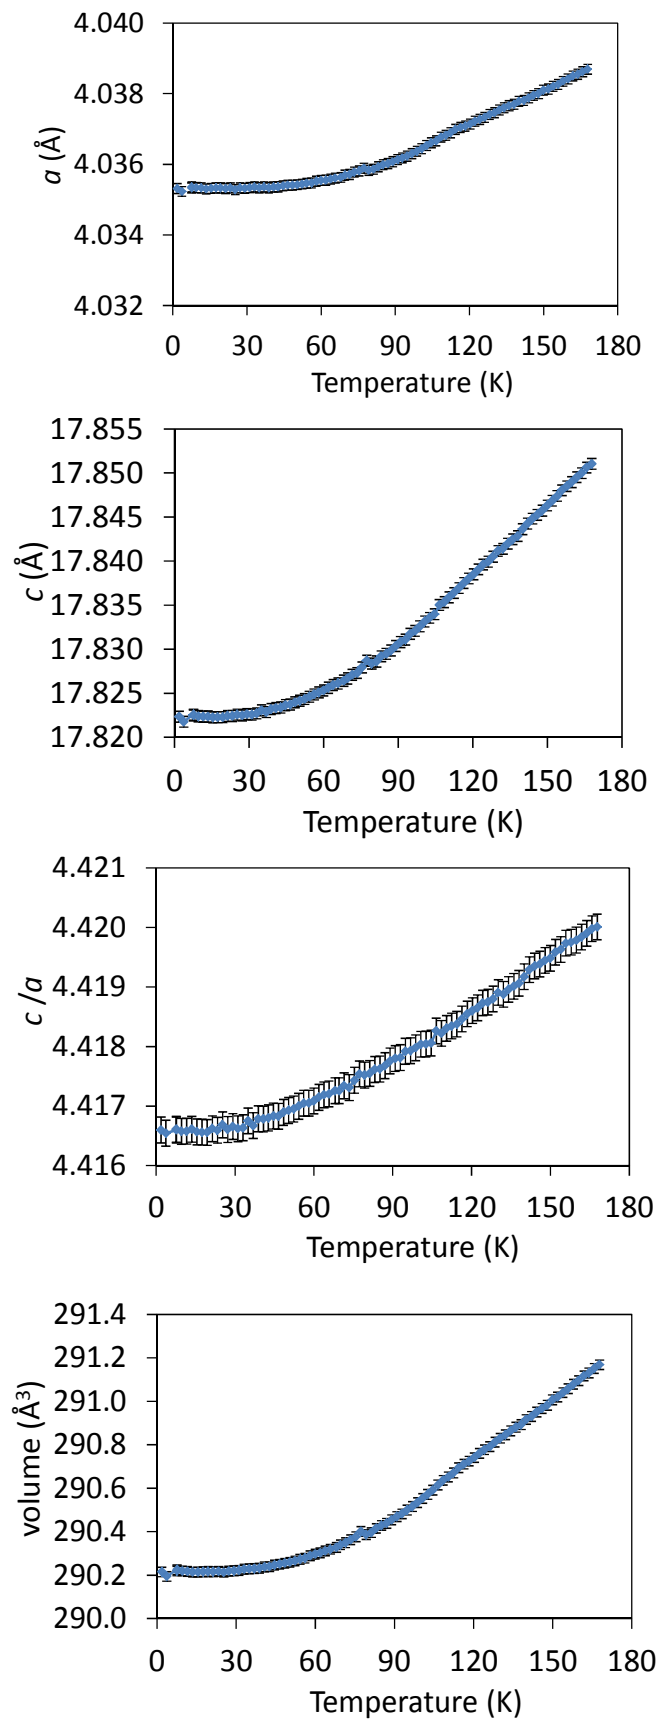 4.040
4.038
4.036
4.034
4.032
a (Å)
0 30 60 90 120 150 180
Temperature (K)
17.855
17.850
17.845
17.840
17.835
17.830
17.825
17.820
c (Å)
0 30 60 90 120 150 180
Temperature (K)
4.421
4.420
4.419
4.418
4.417
4.416
c /a
0 30 60 90 120 150 180
Temperature (K)
291.4
291.2
291.0
290.8
290.6
290.4
290.2
290.0
volume (Å³)
0 30 60 90 120 150 180
Temperature (K)